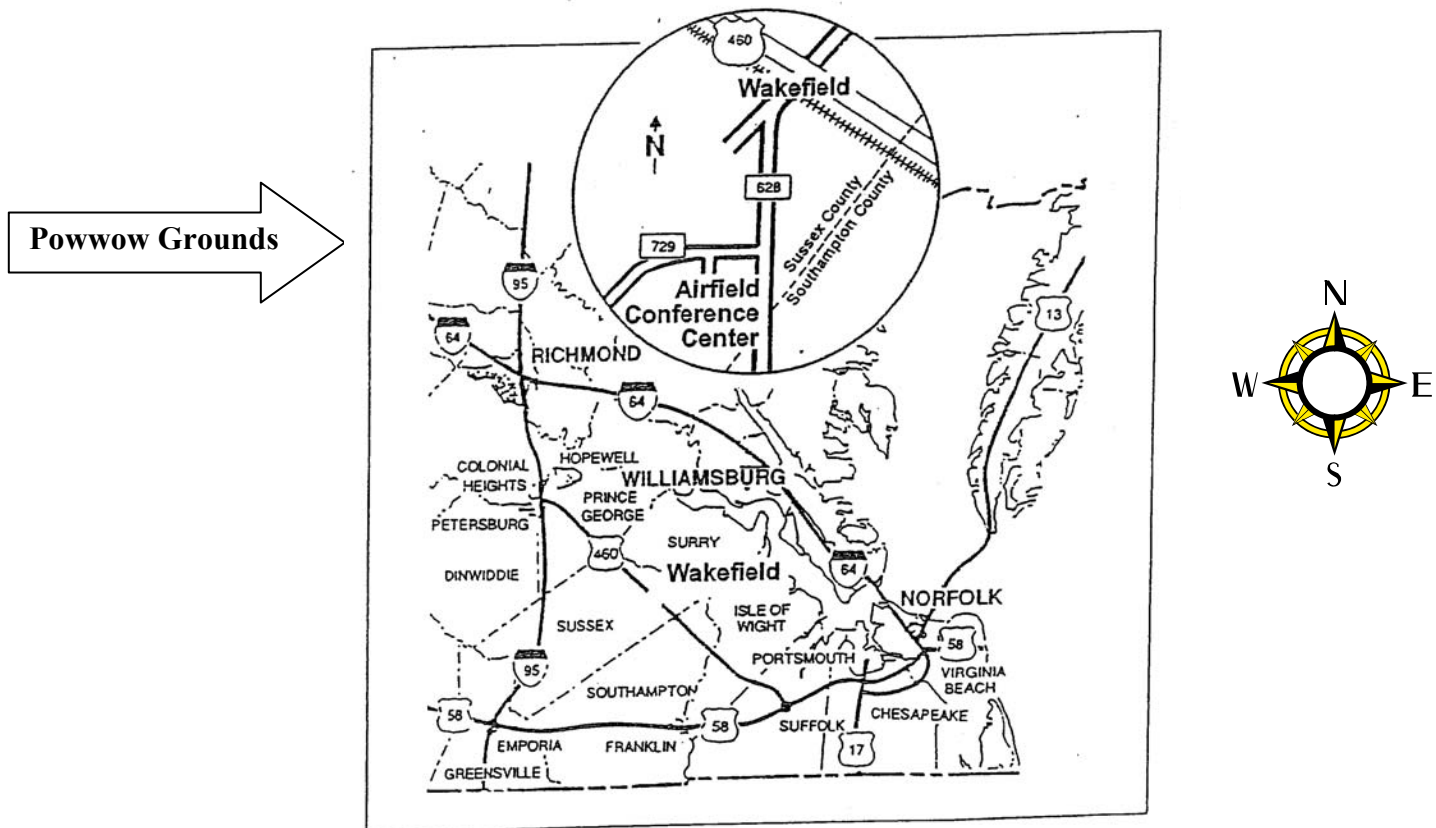 Powwow Grounds
460
Wakefield
N
628
Sussex County
Southampton County
729
Airfield
Conference
Center
95
64
RICHMOND
64
13
HOPEWELL
COLONIAL
HEIGHTS
WILLIAMSBURG
PRINCE
GEORGE
PETERSBURG
460
SURRY
DINWIDDIE
Wakefield
64
NORFOLK
ISLE OF
WIGHT
SUSSEX
58
PORTSMOUTH
95
VIRGINIA
BEACH
SOUTHAMPTON
58
58
SUFFOLK
CHESAPEAKE
EMPORIA
FRANKLIN
17
GREENSVILLE
N
W
E
S